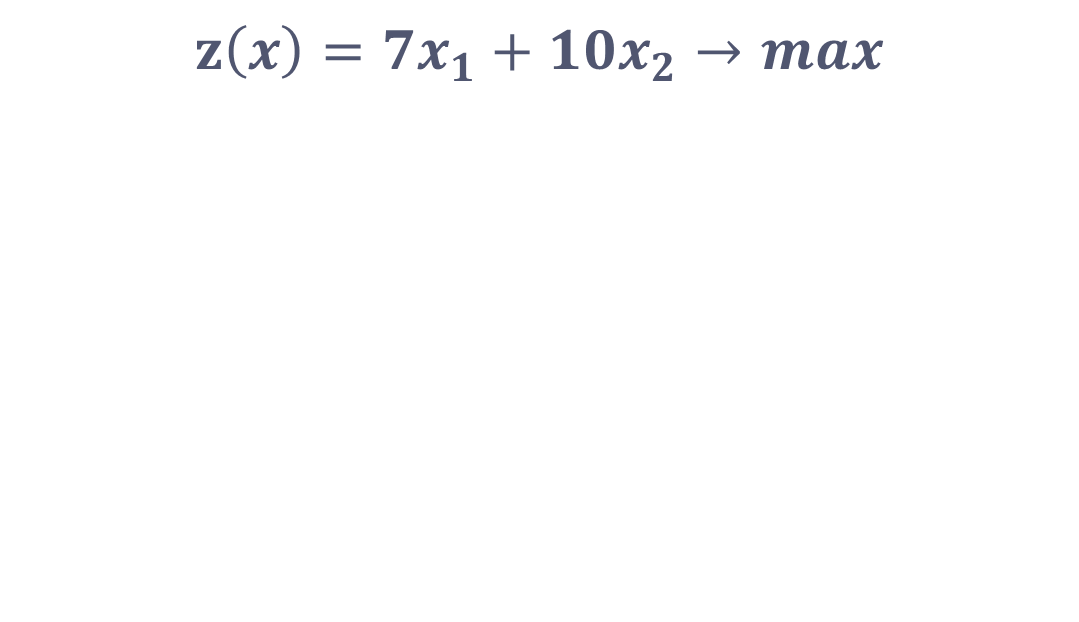 z(x) = 7x₁ + 10x₂ → max